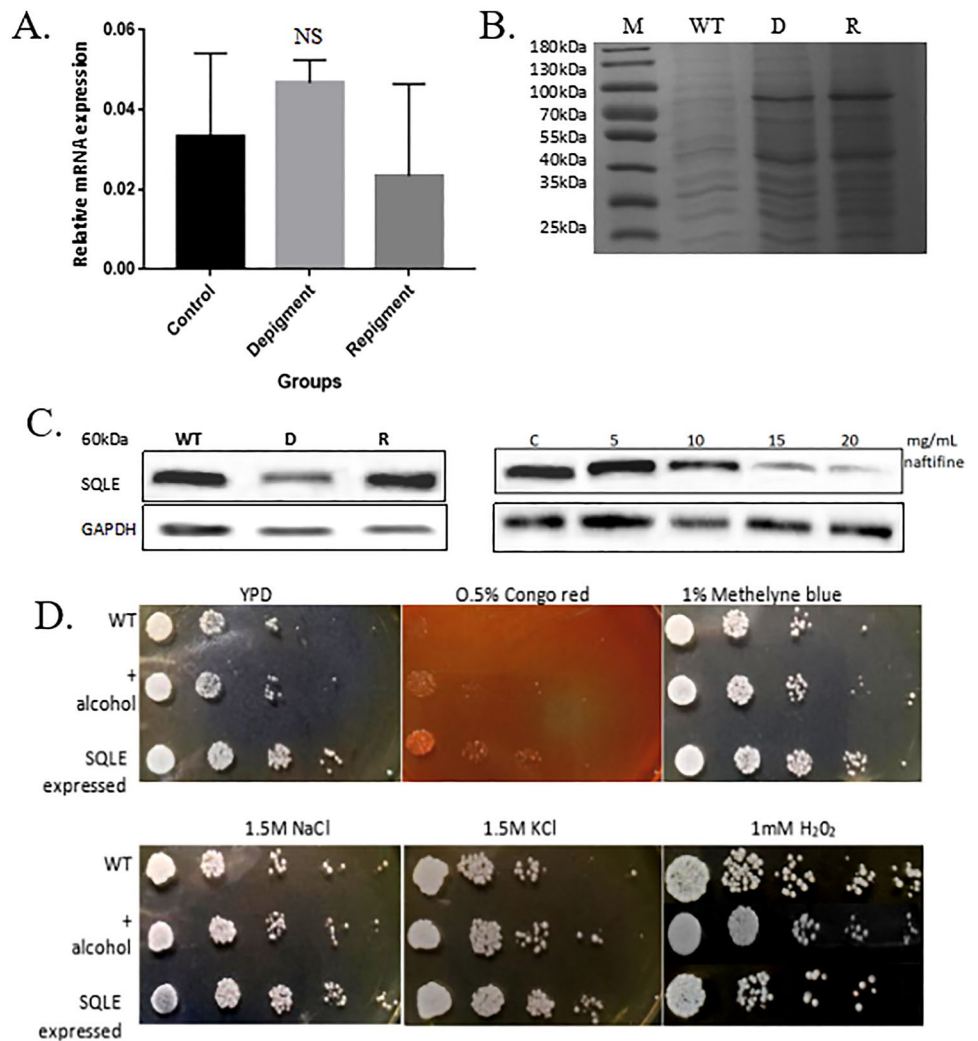 A.
0.06
0.04
0.02
0.00
Relative mRNA expression
NS
Control
Depigment
Repigment
Groups
B.
M WT D R
180kDa
130kDa
100kDa
70kDa
55kDa
40kDa
35kDa
25kDa
C.
60kDa WT D R
SQLE
GAPDH
C 5 10 15 20 mg/mL
naftifine
D.
YPD 0.5% Congo red 1% Methelyne blue
WT
+
alcohol
SQLE
expressed
1.5M NaCl 1.5M KCl 1mM H₂O₂
WT
+
alcohol
SQLE
expressed